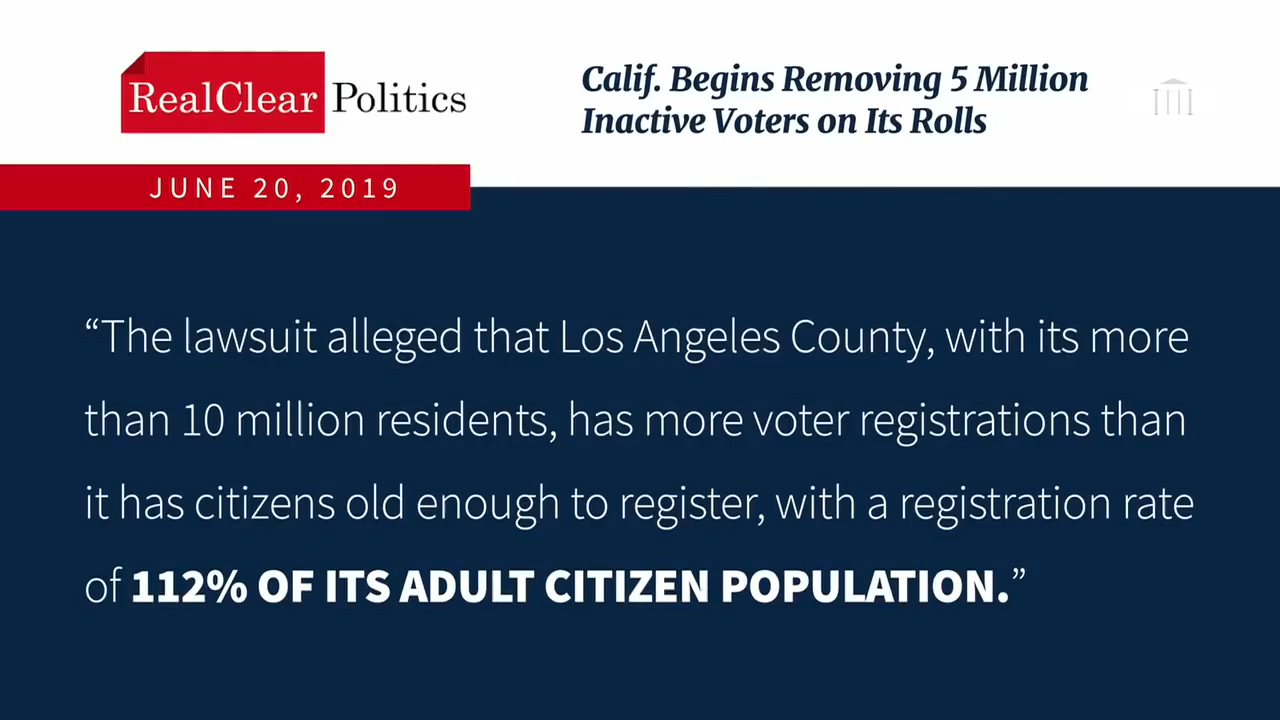 RealClear Politics
Calif. Begins Removing 5 Million
Inactive Voters on Its Rolls
JUNE 20, 2019
“The lawsuit alleged that Los Angeles County, with its more
than 10 million residents, has more voter registrations than
it has citizens old enough to register, with a registration rate
of 112% OF ITS ADULT CITIZEN POPULATION.”